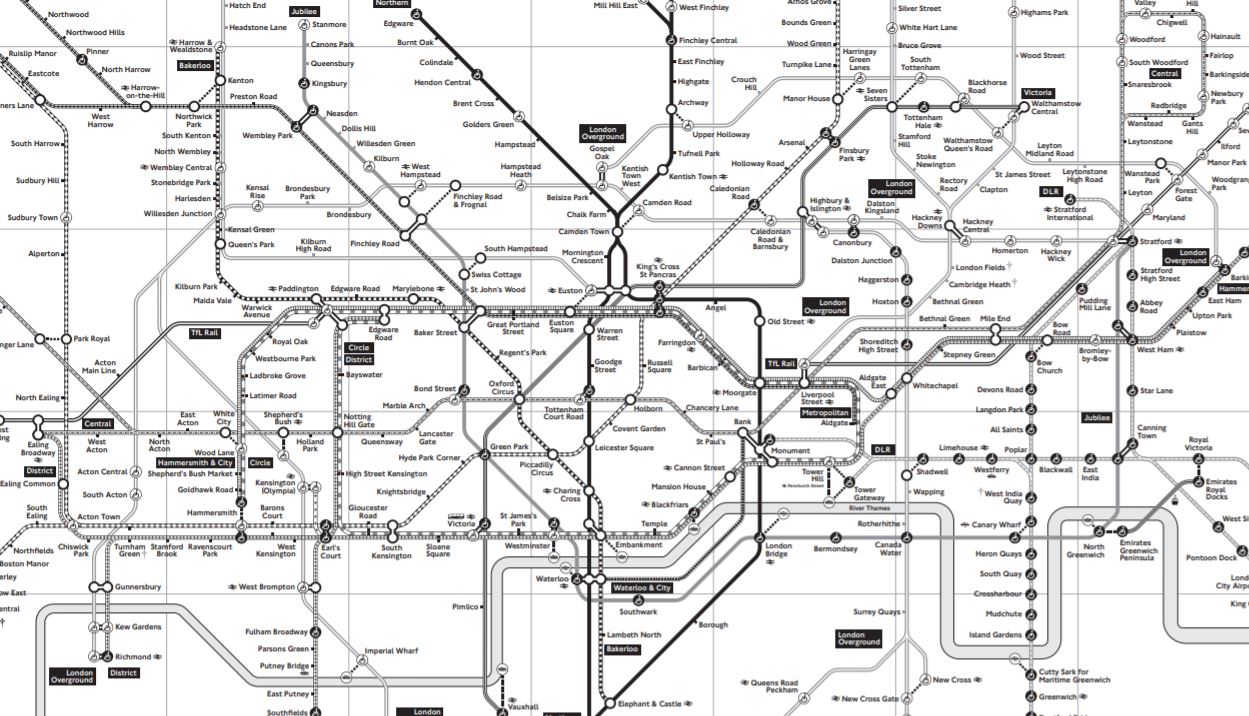 Northwood
Northwood Hills
Pinner
North Harrow
Ruislip Manor
Eastcote
Harrow-
on-the-Hill
West
Harrow
Northwick
Park
Hatch End
Headstone Lane
Harrow &
Wealdstone
Bakerloo
Kenton
Preston Road
South Kenton
North Wembley
Wembley Central
Stonebridge Park
Harlesden
Willesden Junction
Kensal Green
Queen's Park
Kilburn Park
Maida Vale
Warwick
Avenue
Paddington
Jubilee
Stanmore
Canons Park
Queensbury
Kingsbury
Neasden
Wembley Park
Dollis Hill
Willesden Green
Kilburn
West
Hampstead
Finchley Road
& Frognal
Finchley Road
Kensal
Rise
Brondesbury
Park
Brondesbury
Kilburn
High Road
South Hampstead
Swiss Cottage
St John's Wood
Northern
Edgware
Burnt Oak
Colindale
Hendon Central
Brent Cross
Golders Green
Hampstead
Hampstead
Heath
Belsize Park
Chalk Farm
Camden Town
Mornington
Crescent
Euston
Mill Hill East
West Finchley
Finchley Central
East Finchley
Highgate
Archway
Upper Holloway
Tufnell Park
Kentish Town
Kentish
Town
West
London
Overground
Gospel
Oak
Camden Road
Crouch
Hill
King's Cross
St Pancras
Arnos Grove
Bounds Green
Wood Green
Turnpike Lane
Harringay
Green
Lanes
Manor House
Arsenal
Finsbury
Park
Holloway Road
Caledonian
Road
Caledonian
Road &
Barnsbury
Highbury &
Islington
Canonbury
Silver Street
White Hart Lane
Bruce Grove
South
Tottenham
Seven
Sisters
Tottenham
Hale
Blackhorse
Road
Victoria
Walthamstow
Central
Walthamstow
Queen's Road
Stamford
Hill
Stoke
Newington
Rectory
Road
Clapton
St James Street
Highams Park
Wood Street
Leyton
Midland Road
Leytonstone
High Road
London
Overground
Dalston
Kingsland
Dalston Junction
Hackney
Downs
Hackney
Central
Homerton
Hackney
Wick
DLR
Stratford
International
Stratford
Valley
Chigwell
Hill
Woodford
South Woodford
Central
Snaresbrook
Hainault
Fairlop
Barkingside
Newbury
Park
Redbridge
Wanstead
Gants
Hill
Leytonstone
Ilford
Manor Park
Wanstead
Park
Leyton
Forest
Gate
Maryland
London
Overground
Stratford
High Street
Abbey
Road
West Ham
East Ham
Upton Park
Plaistow
Pudding
Mill Lane
Bow
Road
Bow
Church
Bromley-
by-Bow
Haggerston
Hoxton
London Fields
Cambridge Heath
Bethnal Green
Bethnal Green
Mile End
Stepney Green
Whitechapel
Shoreditch
High Street
London
Overground
South Harrow
Sudbury Hill
Sudbury Town
Alperton
Park Royal
North Ealing
Acton
Main Line
TfL Rail
Central
Ealing
Broadway
West
Acton
North
Acton
East
Acton
White
City
District
Ealing Common
South
Ealing
Acton Central
South Acton
Acton Town
Northfields
Boston Manor
Chiswick
Park
Turnham
Green
Stamford
Brook
Ravenscourt
Park
West
Kensington
Earl's
Court
Hammersmith & City
Circle
Wood Lane
Shepherd's Bush Market
Goldhawk Road
Hammersmith
Barons
Court
Shepherd's
Bush
Holland
Park
Kensington
(Olympia)
Royal Oak
Westbourne Park
Ladbroke Grove
Latimer Road
Edgware Road
Marylebone
Edgware
Road
Circle
District
Bayswater
Notting
Hill Gate
Queensway
Lancaster
Gate
Marble Arch
Bond Street
Oxford
Circus
High Street Kensington
Gloucester
Road
South
Kensington
Sloane
Square
Knightsbridge
Hyde Park Corner
Green Park
Victoria
St James's
Park
Westminster
Baker Street
Great Portland
Street
Euston
Square
Warren
Street
Regent's Park
Goodge
Street
Russell
Square
Tottenham
Court Road
Holborn
Covent Garden
Leicester Square
Piccadilly
Circus
Charing
Cross
Embankment
Temple
Blackfriars
Mansion House
Cannon Street
Chancery Lane
St Paul's
Bank
Monument
Angel
Old Street
Farringdon
Barbican
Moorgate
TfL Rail
Liverpool
Street
Metropolitan
Aldgate
Aldgate
East
Tower
Hill
Fenchurch Street
Tower
Gateway
DLR
River Thames
Shadwell
Wapping
Rotherhithe
Canada
Water
Bermondsey
London
Bridge
Surrey Quays
London
Overground
Queens Road
Peckham
New Cross Gate
New Cross
Devons Road
Langdon Park
All Saints
Limehouse
Westferry
Poplar
Blackwall
East
India
West India
Quay
Canary Wharf
Heron Quays
South Quay
Crossharbour
Mudchute
Island Gardens
Cutty Sark for
Maritime Greenwich
Greenwich
Jubilee
Star Lane
Canning
Town
Royal
Victoria
Emirates
Royal
Docks
North
Greenwich
Emirates
Greenwich
Peninsula
Pontoon Dock
Gunnersbury
Kew Gardens
Richmond
London
Overground
District
West Brompton
Fulham Broadway
Parsons Green
Putney Bridge
East Putney
Southfields
Imperial Wharf
London
Pimlico
Vauxhall
Waterloo
Waterloo & City
Southwark
Lambeth North
Bakerloo
Borough
Elephant & Castle